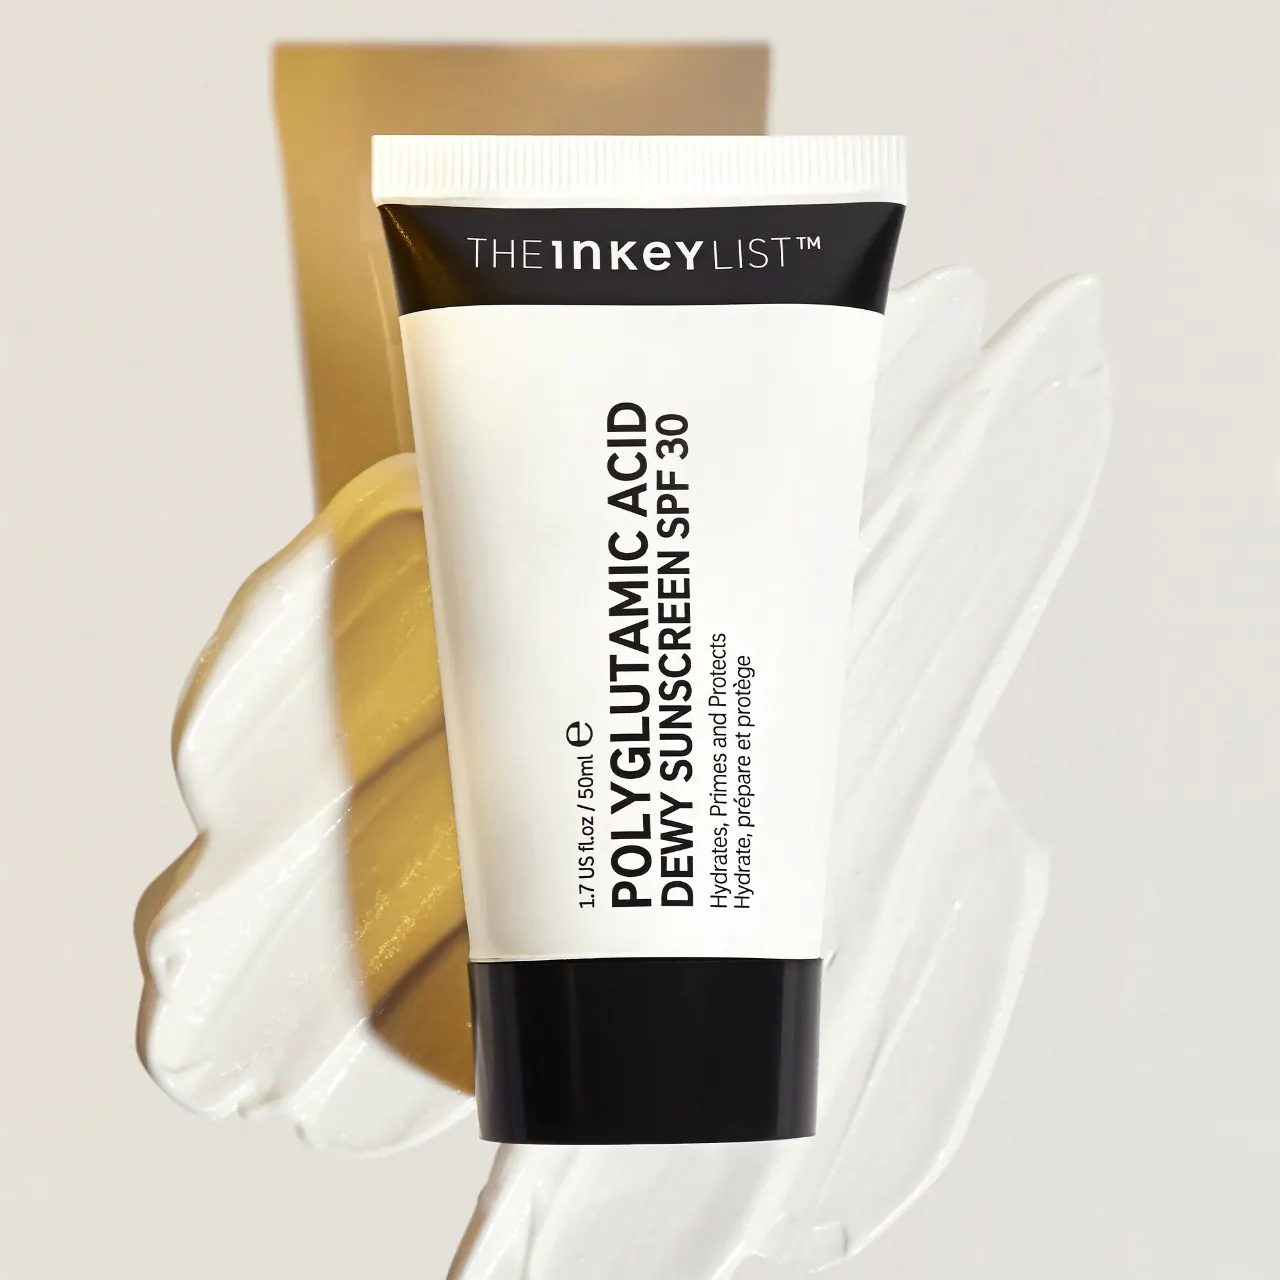 THE INKEY LIST™
1.7 US fl.oz / 50ml ℮
POLYGLUTAMIC ACID
DEWY SUNSCREEN SPF 30
Hydrates, Primes and Protects
Hydrate, prépare et protège